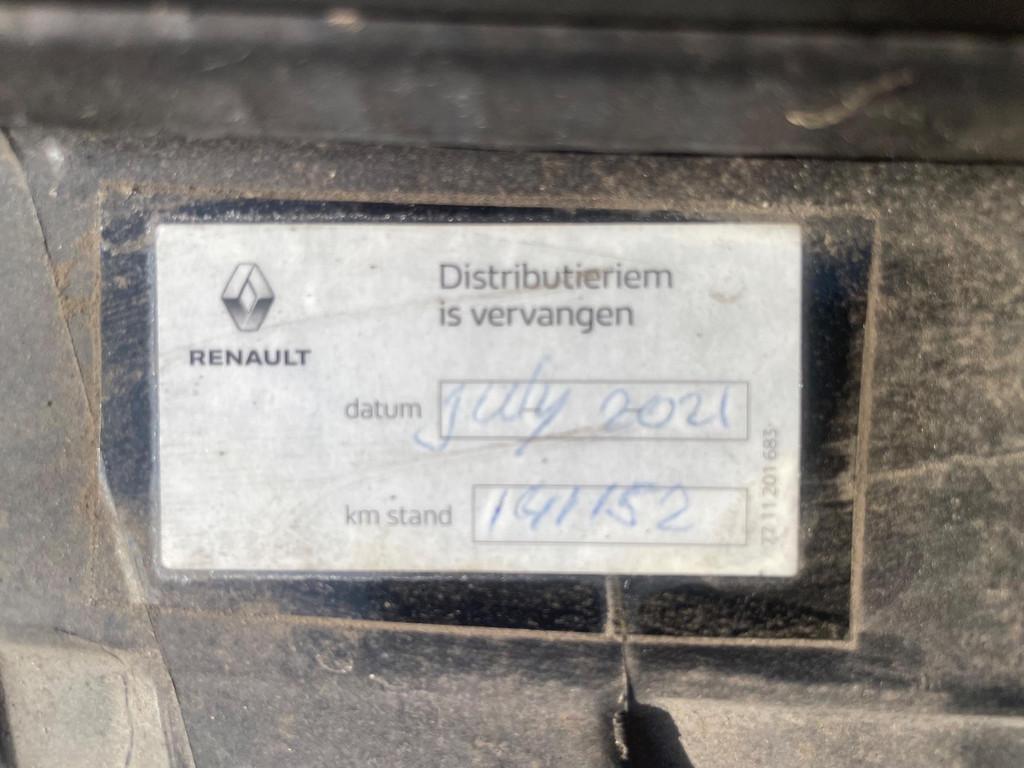 Distributieriem
is vervangen
RENAULT
datum July 2021
km stand 141152
77 11 201 683